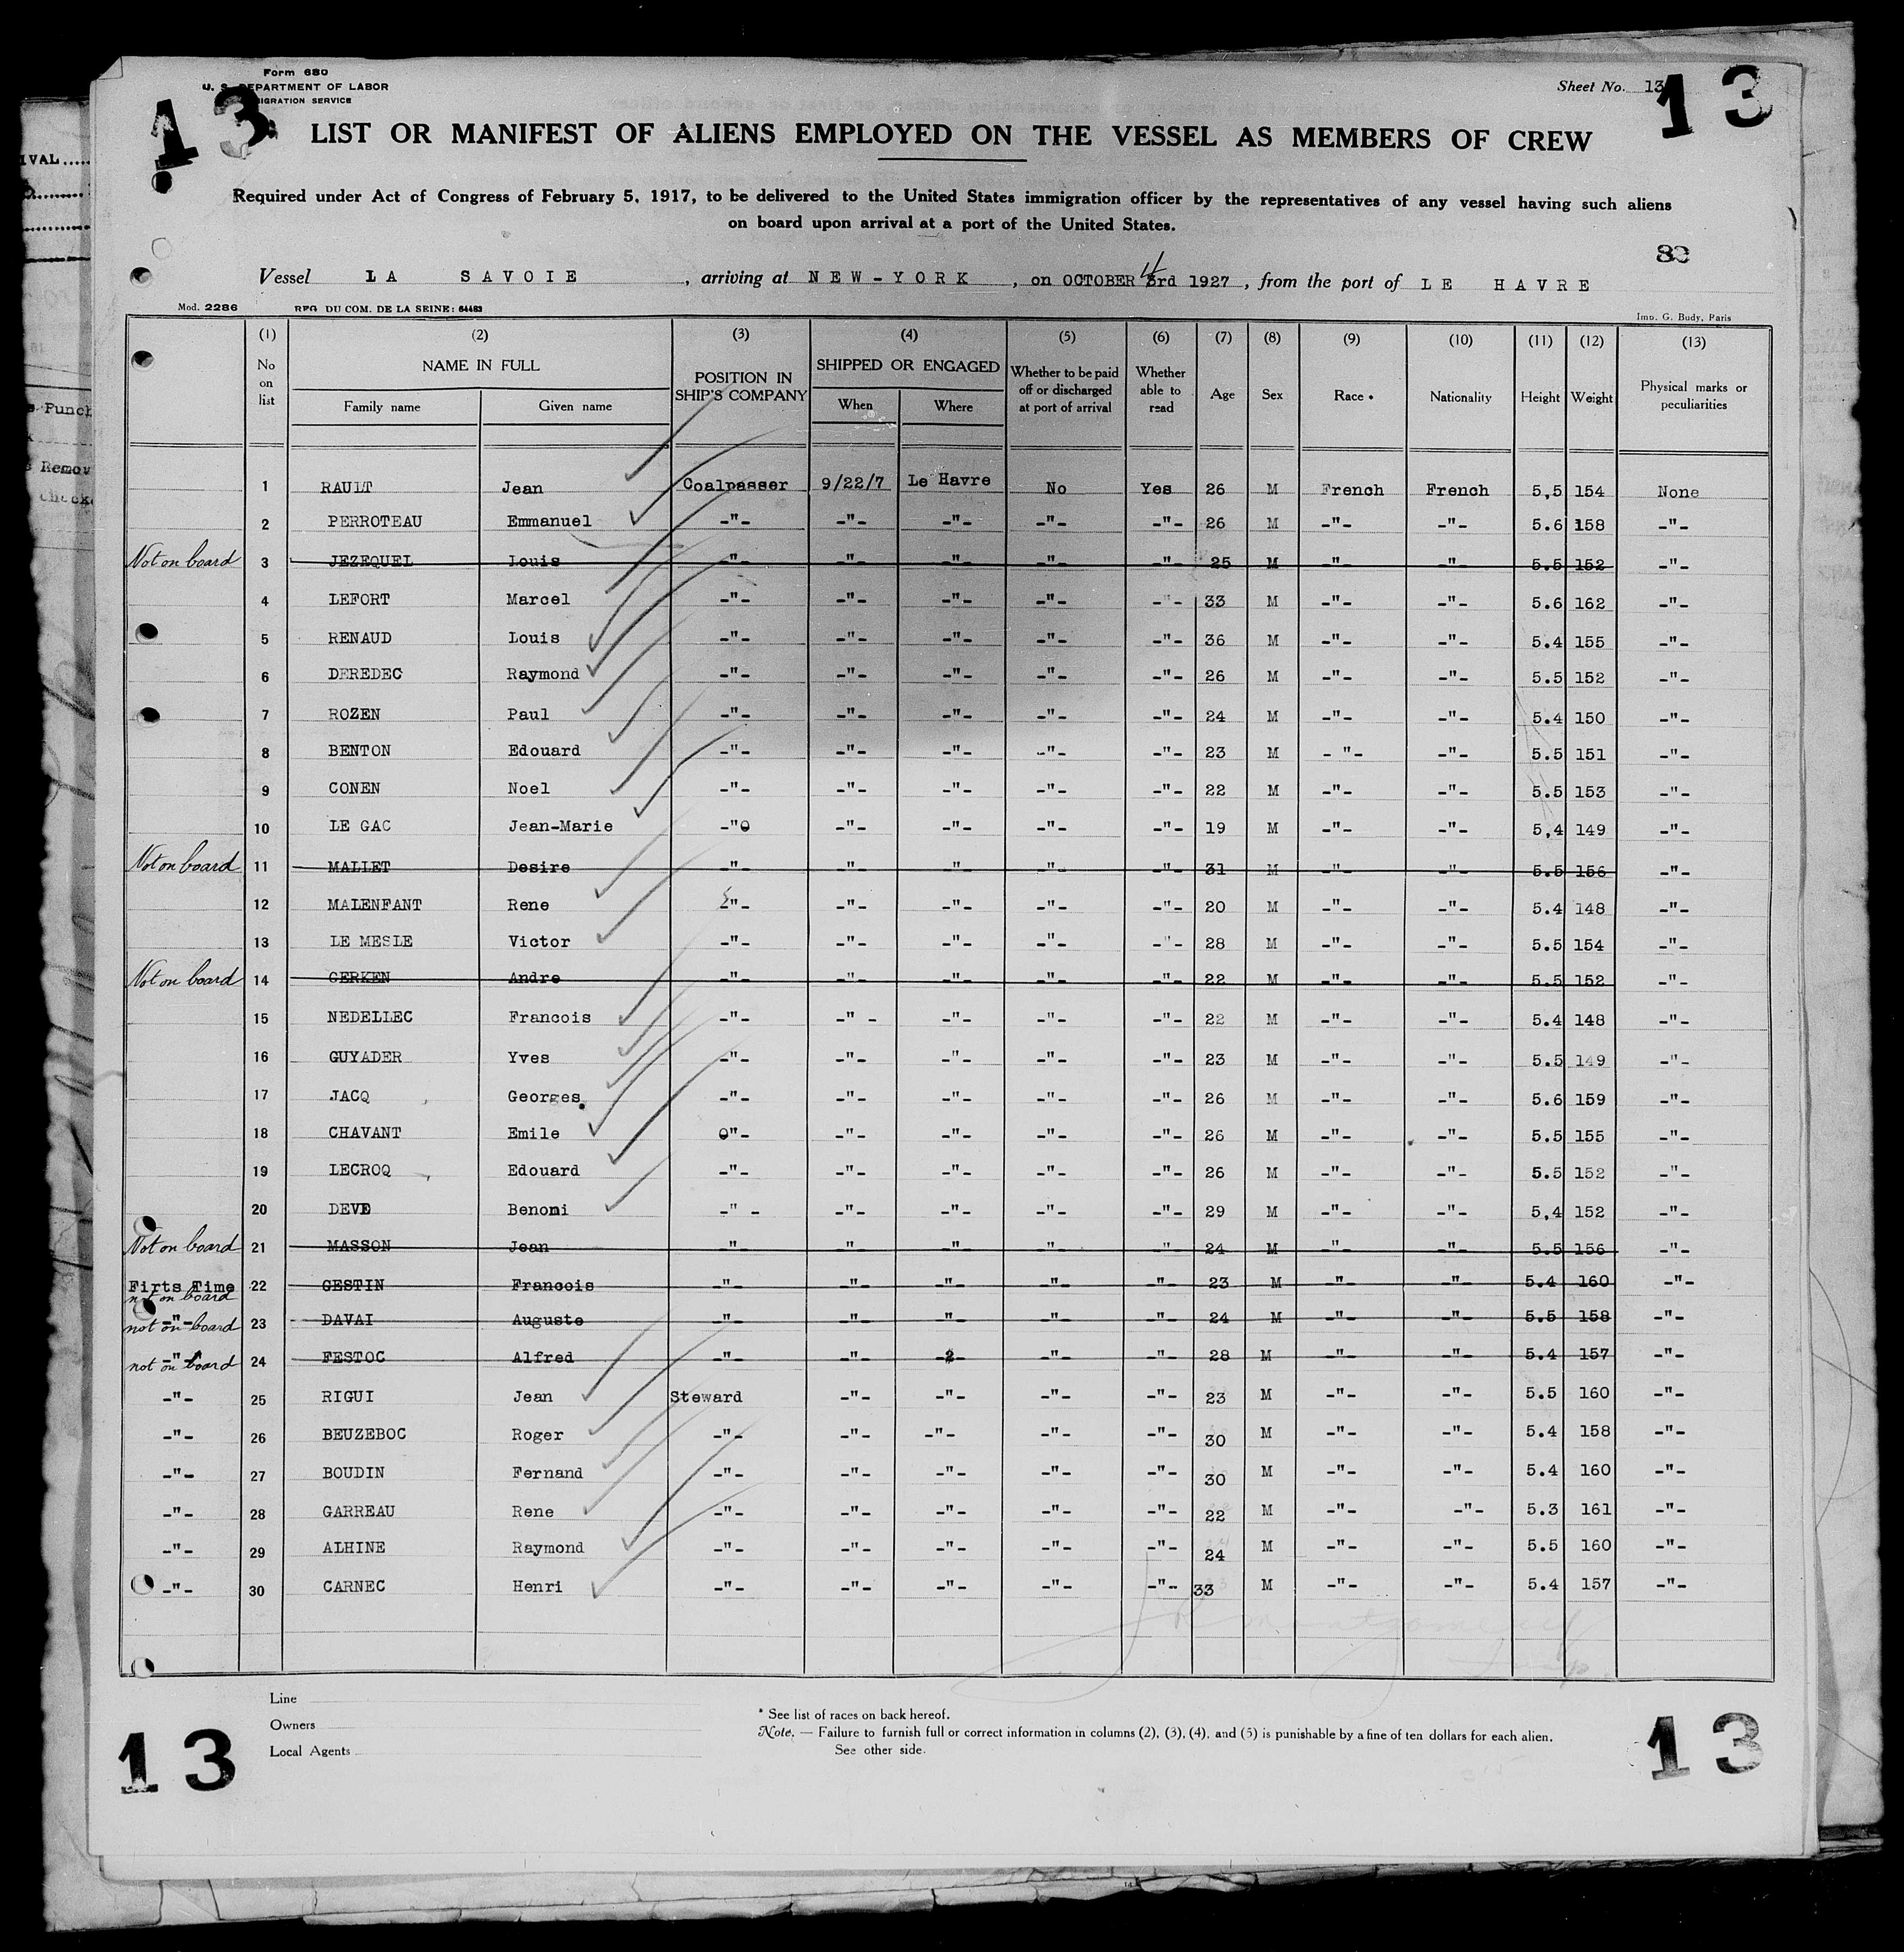 Form 680
U. S. DEPARTMENT OF LABOR
IMMIGRATION SERVICE
Sheet No. 13
13
13
LIST OR MANIFEST OF ALIENS EMPLOYED ON THE VESSEL AS MEMBERS OF CREW
Required under Act of Congress of February 5, 1917, to be delivered to the United States immigration officer by the representatives of any vessel having such aliens
on board upon arrival at a port of the United States.
Vessel LA SAVOIE, arriving at NEW-YORK, on OCTOBER 4 3rd 1927, from the port of LE HAVRE
Mod. 2286 REG. DU COM. DE LA SEINE: 64483 Imp. G. Budy, Paris
(1) (2) (3) (4) (5) (6) (7) (8) (9) (10) (11) (12) (13)
No on list NAME IN FULL Family name Given name POSITION IN SHIP'S COMPANY SHIPPED OR ENGAGED When Where Whether to be paid off or discharged at port of arrival Whether able to read Age Sex Race * Nationality Height Weight Physical marks or peculiarities
1 RAULT Jean Coalpasser 9/22/7 Le Havre No Yes 26 M French French 5,5 154 None
2 PERROTEAU Emmanuel -"- -"- -"- -"- -"- 26 M -"- -"- 5.6 158 -"-
Not on board 3 JEZEQUEL Louis -"- -"- -"- -"- -"- 25 M -"- -"- 5.5 152 -"-
4 LEFORT Marcel -"- -"- -"- -"- -"- 33 M -"- -"- 5.6 162 -"-
5 RENAUD Louis -"- -"- -"- -"- -"- 36 M -"- -"- 5.4 155 -"-
6 DEREDEC Raymond -"- -"- -"- -"- -"- 26 M -"- -"- 5.5 152 -"-
7 ROZEN Paul -"- -"- -"- -"- -"- 24 M -"- -"- 5.4 150 -"-
8 BENTON Edouard -"- -"- -"- -"- -"- 23 M -"- -"- 5.5 151 -"-
9 CONEN Noel -"- -"- -"- -"- -"- 22 M -"- -"- 5.5 153 -"-
10 LE GAC Jean-Marie -"0 -"- -"- -"- -"- 19 M -"- -"- 5,4 149 -"-
Not on board 11 MALLET Desire -"- -"- -"- -"- -"- 31 M -"- -"- 5.5 156 -"-
12 MALENFANT Rene -"- -"- -"- -"- -"- 20 M -"- -"- 5.4 148 -"-
13 LE MESLE Victor -"- -"- -"- -"- -"- 28 M -"- -"- 5.5 154 -"-
Not on board 14 GERKEN Andre -"- -"- -"- -"- -"- 22 M -"- -"- 5.5 152 -"-
15 NEDELLEC Francois -"- -"- -"- -"- -"- 22 M -"- -"- 5.4 148 -"-
16 GUYADER Yves -"- -"- -"- -"- -"- 23 M -"- -"- 5.5 149 -"-
17 JACQ Georges -"- -"- -"- -"- -"- 26 M -"- -"- 5.6 159 -"-
18 CHAVANT Emile 0"- -"- -"- -"- -"- 26 M -"- -"- 5.5 155 -"-
19 LECROQ Edouard -"- -"- -"- -"- -"- 26 M -"- -"- 5.5 152 -"-
20 DEVE Benoni -"- -"- -"- -"- -"- 29 M -"- -"- 5,4 152 -"-
Not on board 21 MASSON Jean -"- -"- -"- -"- -"- 24 M -"- -"- 5.5 156 -"-
Firts Time not on board 22 GESTIN Francois -"- -"- -"- -"- -"- 23 M -"- -"- 5.4 160 -"-
-"- not on board 23 DAVAI Auguste -"- -"- -"- -"- -"- 24 M -"- -"- 5.5 158 -"-
-"- not on board 24 FESTOC Alfred -"- -"- -2- -"- -"- 28 M -"- -"- 5.4 157 -"-
-"- 25 RIGUI Jean Steward -"- -"- -"- -"- 23 M -"- -"- 5.5 160 -"-
-"- 26 BEUZEBOC Roger -"- -"- -"- -"- -"- 30 M -"- -"- 5.4 158 -"-
-"- 27 BOUDIN Fernand -"- -"- -"- -"- -"- 30 M -"- -"- 5.4 160 -"-
-"- 28 GARREAU Rene -"- -"- -"- -"- -"- 22 M -"- -"- 5.3 161 -"-
-"- 29 ALHINE Raymond -"- -"- -"- -"- -"- 24 M -"- -"- 5.5 160 -"-
-"- 30 CARNEC Henri -"- -"- -"- -"- -"- 33 M -"- -"- 5.4 157 -"-
Montgomery
Line
Owners
Local Agents
* See list of races on back hereof.
Note. — Failure to furnish full or correct information in columns (2), (3), (4), and (5) is punishable by a fine of ten dollars for each alien.
See other side.
13
13